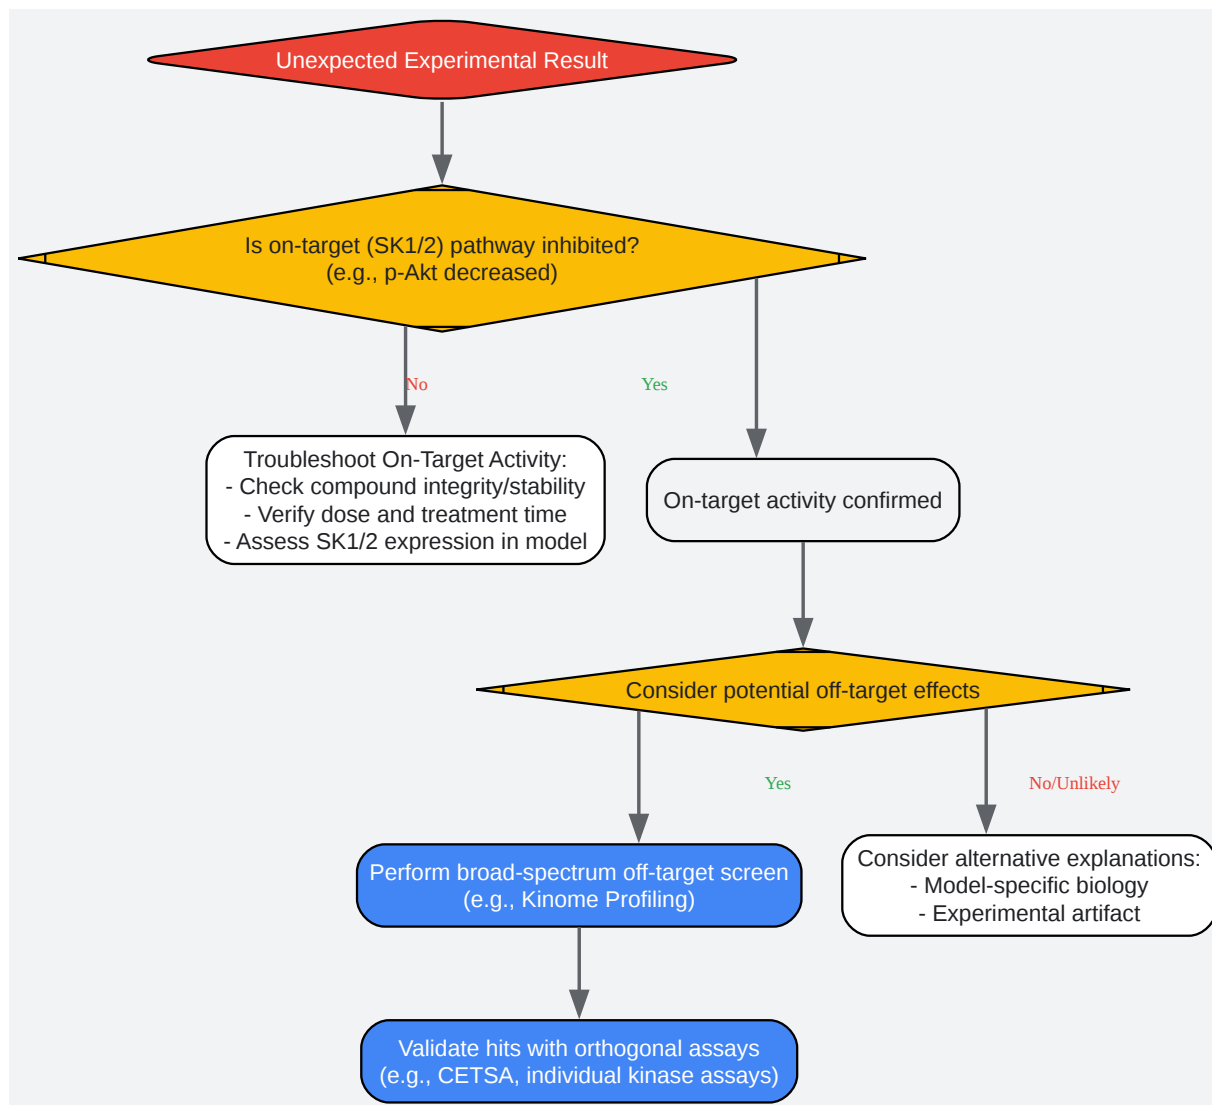 Unexpected Experimental Result
Is on-target (SK1/2) pathway inhibited?
(e.g., p-Akt decreased)
No
Yes
Troubleshoot On-Target Activity:
- Check compound integrity/stability
- Verify dose and treatment time
- Assess SK1/2 expression in model
On-target activity confirmed
Consider potential off-target effects
Yes
No/Unlikely
Perform broad-spectrum off-target screen
(e.g., Kinome Profiling)
Consider alternative explanations:
- Model-specific biology
- Experimental artifact
Validate hits with orthogonal assays
(e.g., CETSA, individual kinase assays)